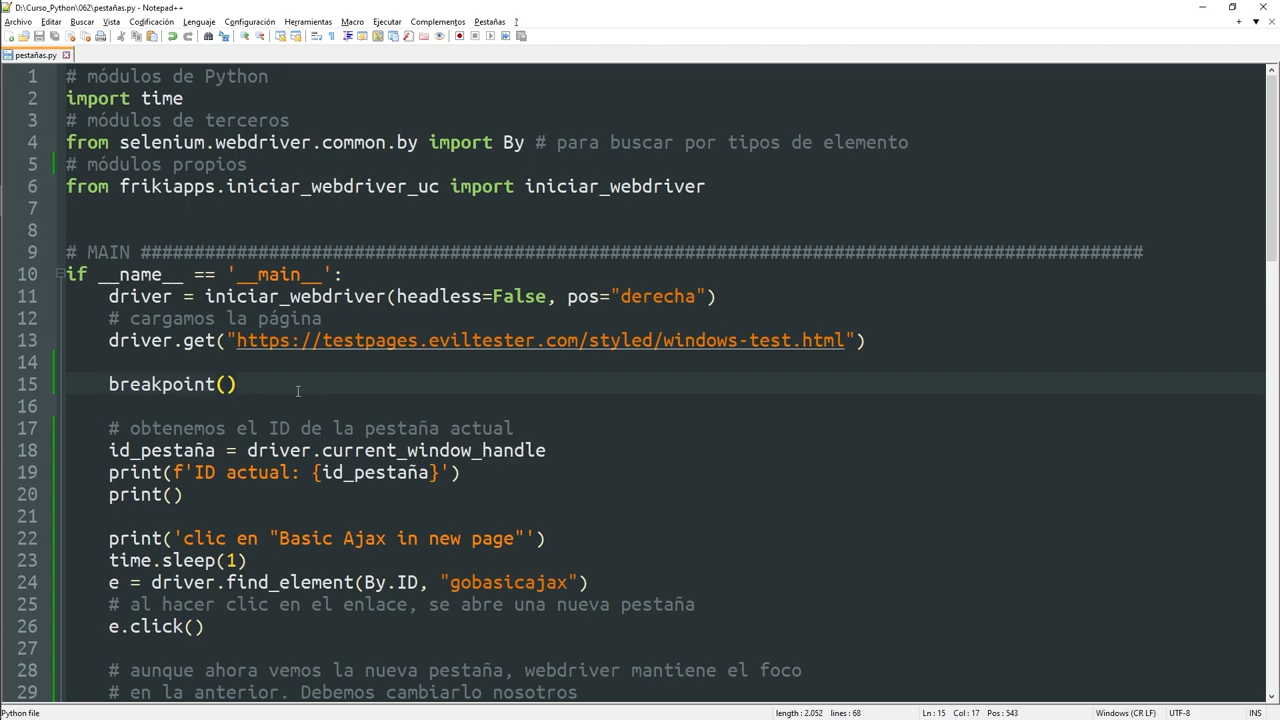 D:\Curso_Python\062\pestañas.py - Notepad++
Archivo Editar Buscar Vista Codificación Lenguaje Configuración Herramientas Macro Ejecutar Complementos Pestañas ?
pestañas.py
1 # módulos de Python
2 import time
3 # módulos de terceros
4 from selenium.webdriver.common.by import By # para buscar por tipos de elemento
5 # módulos propios
6 from frikiapps.iniciar_webdriver_uc import iniciar_webdriver
7
8
9 # MAIN ##############################################################################################
10 if __name__ == '__main__':
11 driver = iniciar_webdriver(headless=False, pos="derecha")
12 # cargamos la página
13 driver.get("https://testpages.eviltester.com/styled/windows-test.html")
14
15 breakpoint()
16
17 # obtenemos el ID de la pestaña actual
18 id_pestaña = driver.current_window_handle
19 print(f'ID actual: {id_pestaña}')
20 print()
21
22 print('clic en "Basic Ajax in new page"')
23 time.sleep(1)
24 e = driver.find_element(By.ID, "gobasicajax")
25 # al hacer clic en el enlace, se abre una nueva pestaña
26 e.click()
27
28 # aunque ahora vemos la nueva pestaña, webdriver mantiene el foco
29 # en la anterior. Debemos cambiarlo nosotros
Python file length : 2.052 lines : 68 Ln : 15 Col : 17 Pos : 543 Windows (CR LF) UTF-8 INS